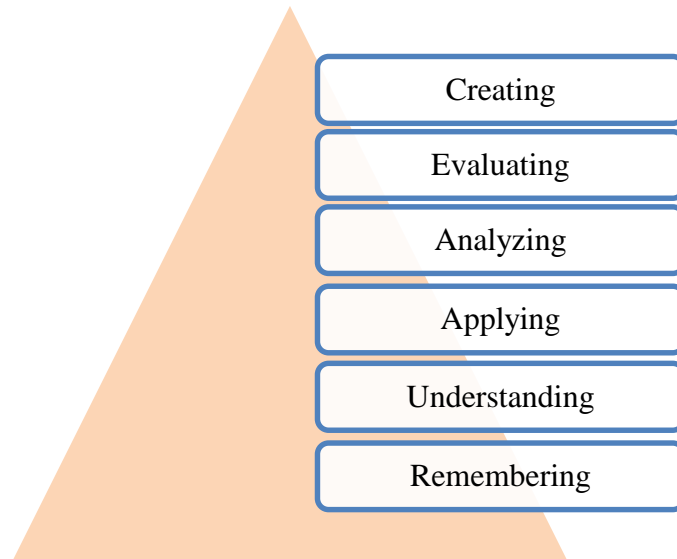 Creating
Evaluating
Analyzing
Applying
Understanding
Remembering